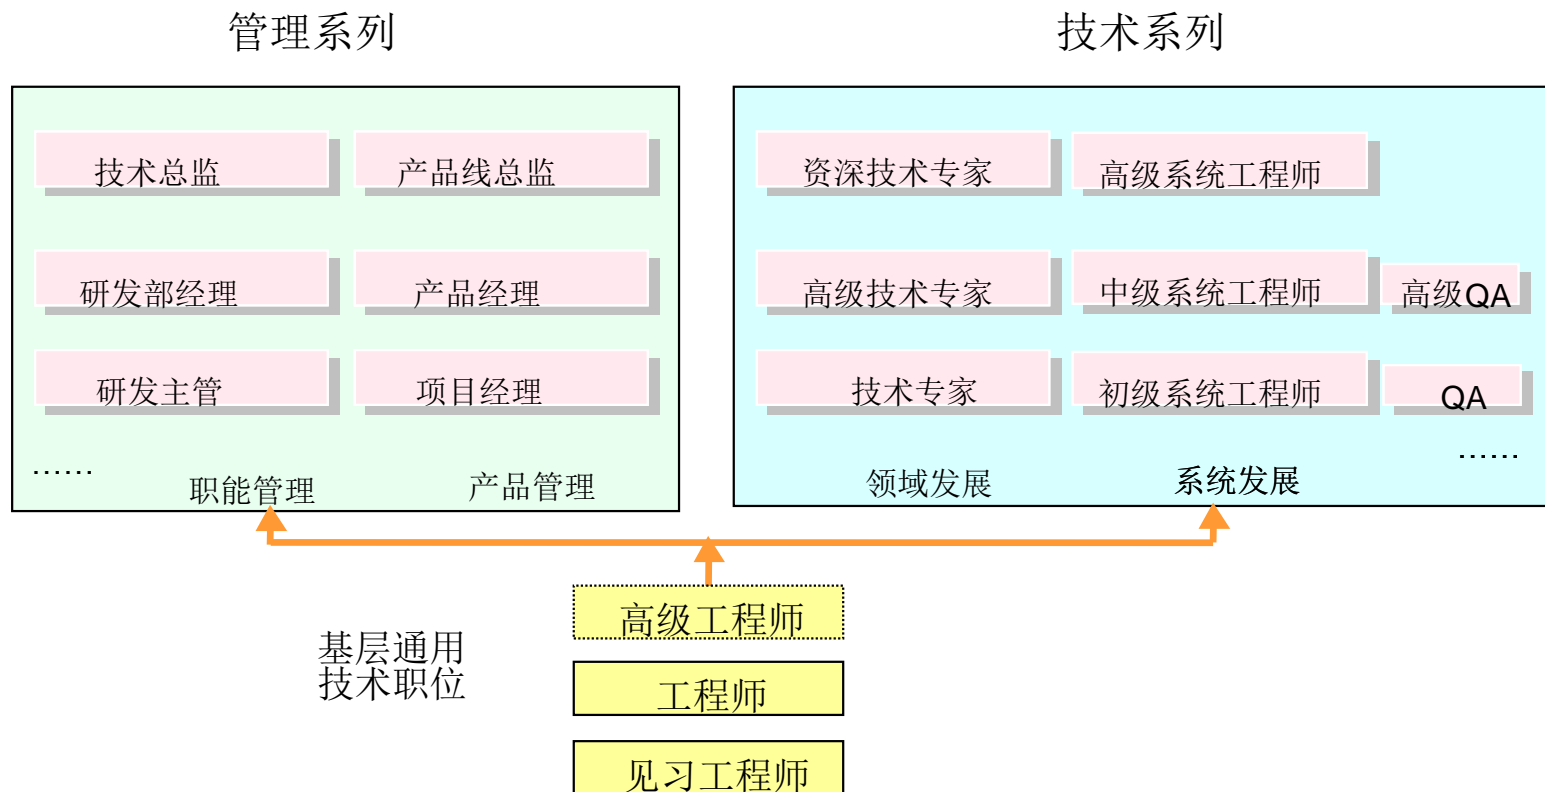 管理系列
技术系列
技术总监
产品线总监
资深技术专家
高级系统工程师
研发部经理
产品经理
高级技术专家
中级系统工程师
高级QA
研发主管
项目经理
技术专家
初级系统工程师
QA
……
职能管理
产品管理
领域发展
系统发展
……
高级工程师
基层通用
技术职位
工程师
见习工程师